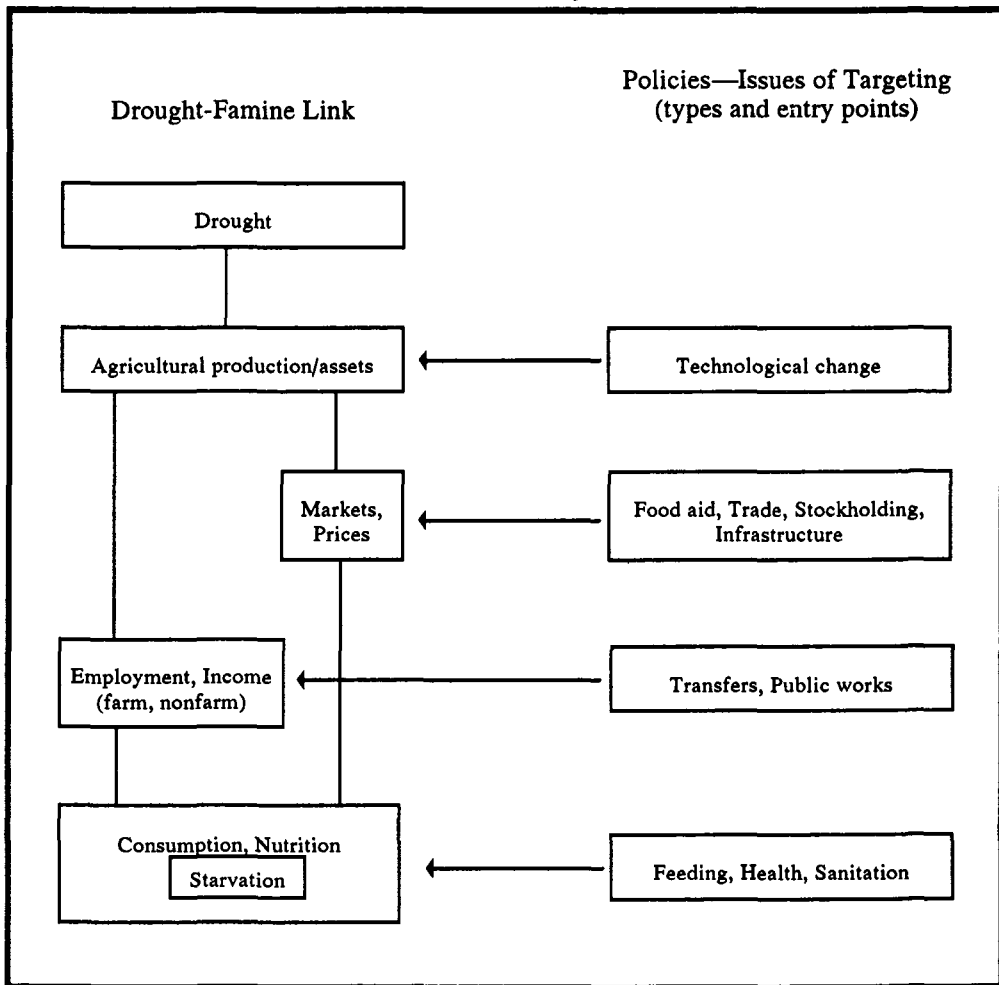 Drought-Famine Link
Policies—Issues of Targeting
(types and entry points)
Drought
Agricultural production/assets
Technological change
Markets,
Prices
Food aid, Trade, Stockholding,
Infrastructure
Employment, Income
(farm, nonfarm)
Transfers, Public works
Consumption, Nutrition
Starvation
Feeding, Health, Sanitation